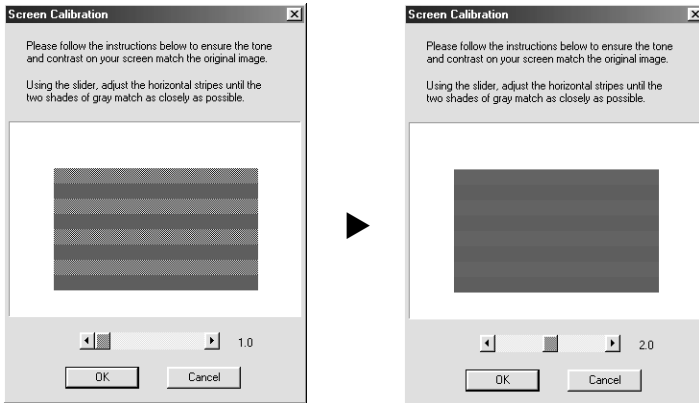 Screen Calibration
Please follow the instructions below to ensure the tone
and contrast on your screen match the original image.
Using the slider, adjust the horizontal stripes until the
two shades of gray match as closely as possible.
1.0
OK
Cancel
Screen Calibration
Please follow the instructions below to ensure the tone
and contrast on your screen match the original image.
Using the slider, adjust the horizontal stripes until the
two shades of gray match as closely as possible.
2.0
OK
Cancel